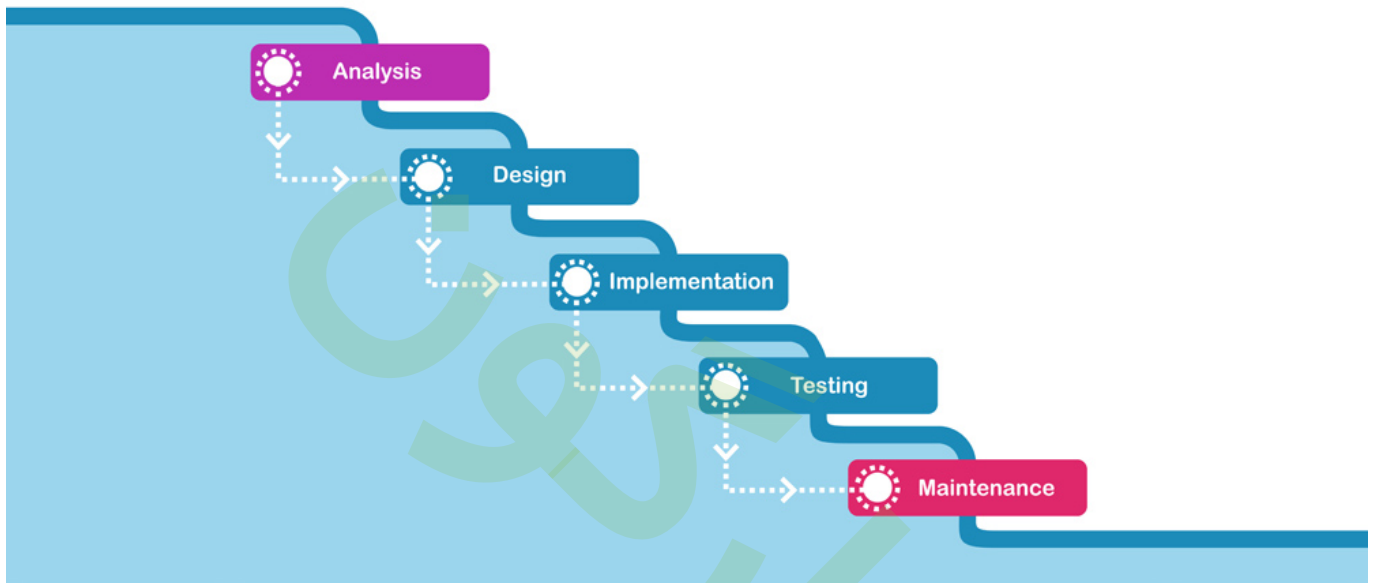 Analysis
Design
Implementation
Testing
Maintenance